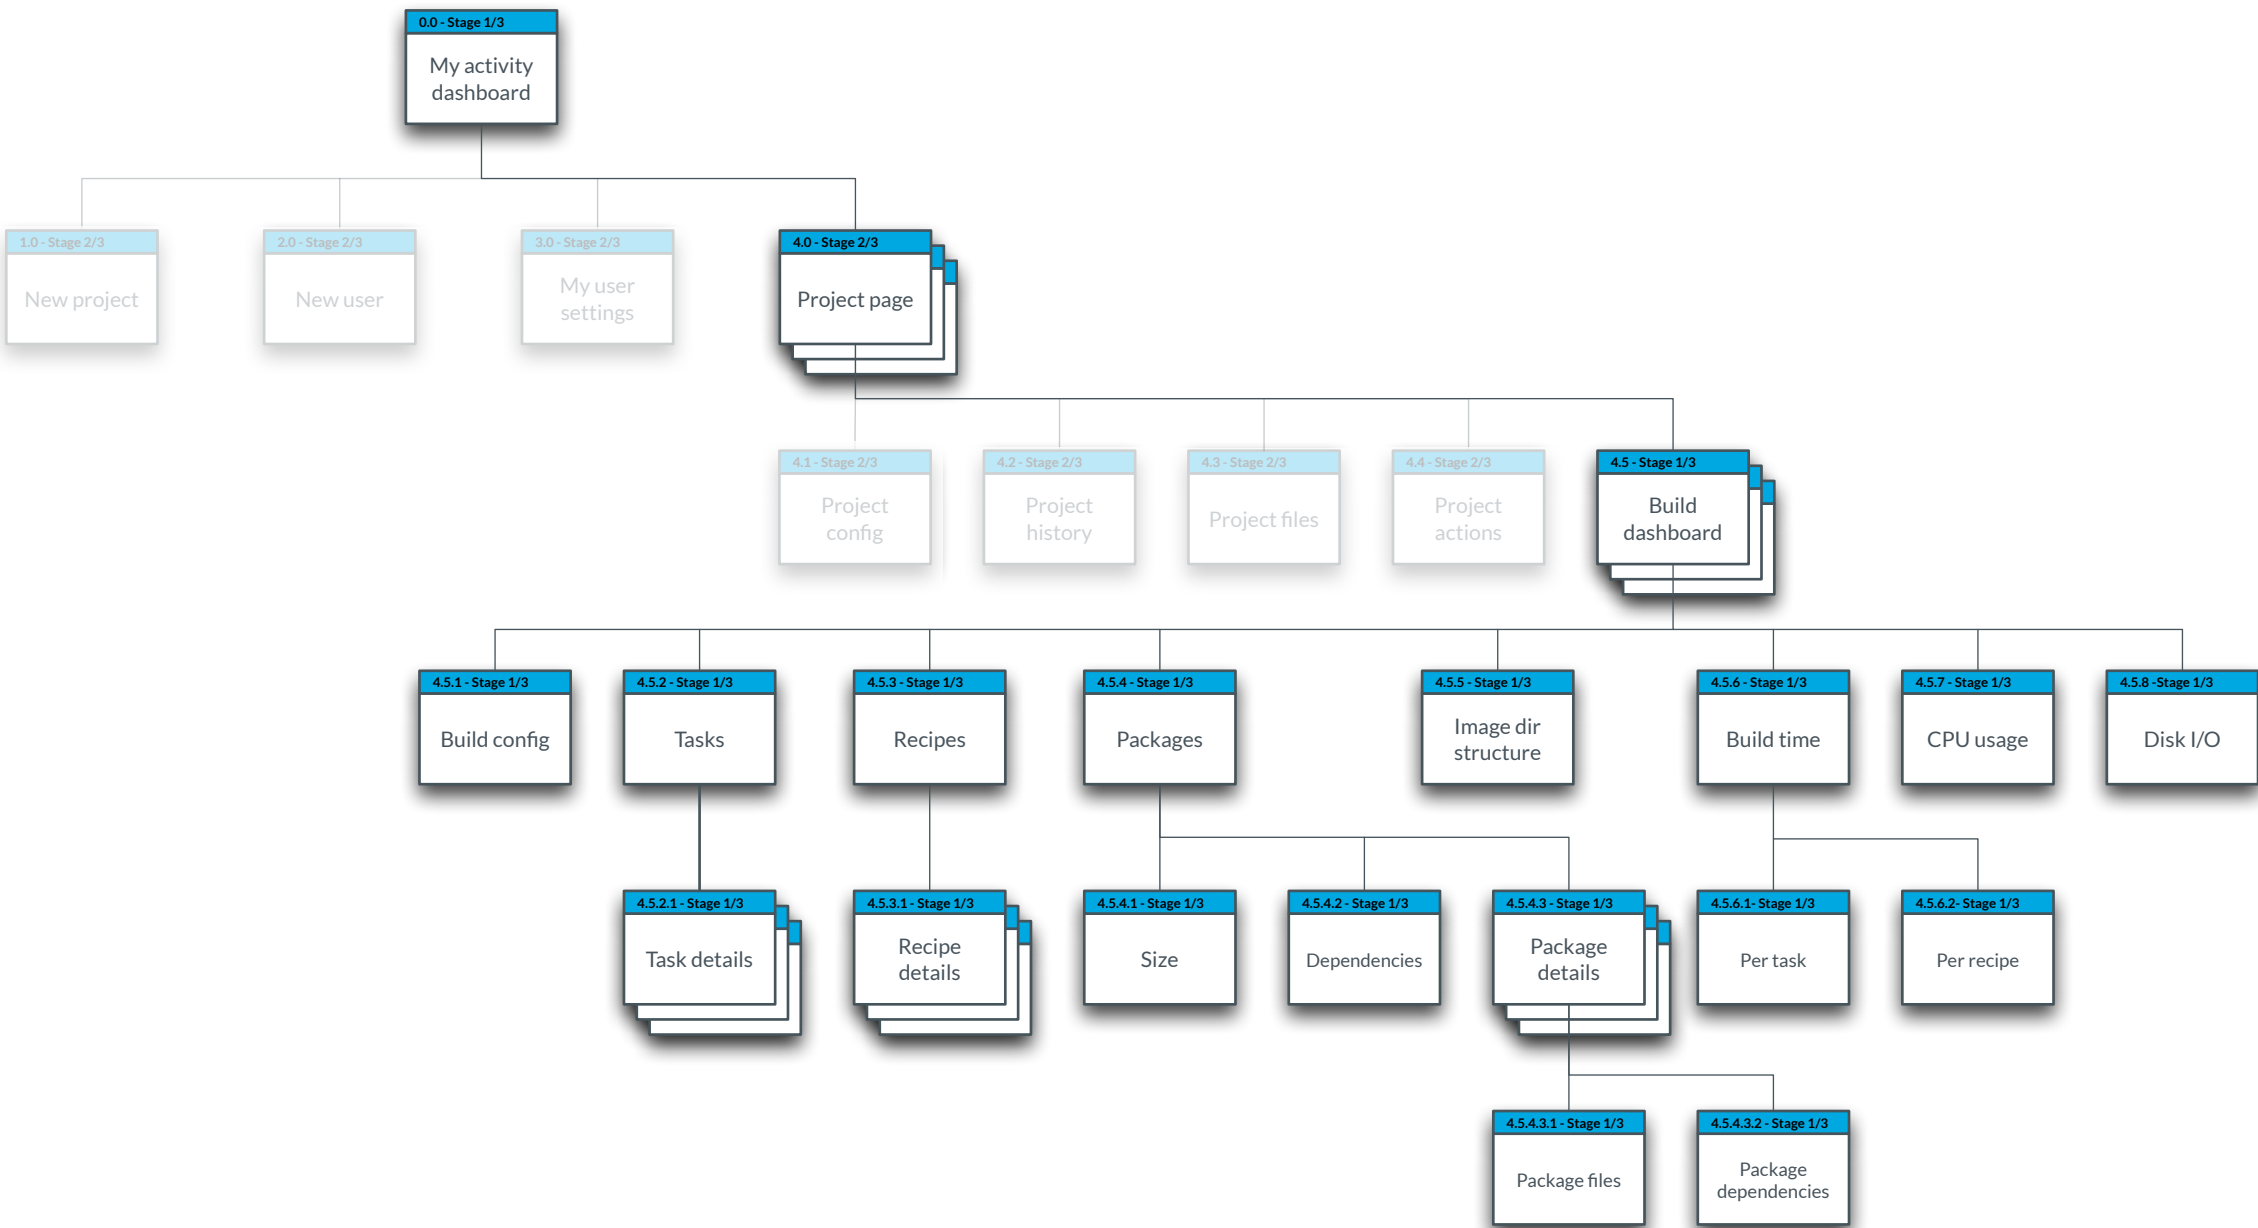 0.0 - Stage 1/3
My activity
dashboard
1.0 - Stage 2/3
New project
2.0 - Stage 2/3
New user
3.0 - Stage 2/3
My user
settings
4.0 - Stage 2/3
Project page
4.1 - Stage 2/3
Project
config
4.2 - Stage 2/3
Project
history
4.3 - Stage 2/3
Project files
4.4 - Stage 2/3
Project
actions
4.5 - Stage 1/3
Build
dashboard
4.5.1 - Stage 1/3
Build config
4.5.2 - Stage 1/3
Tasks
4.5.3 - Stage 1/3
Recipes
4.5.4 - Stage 1/3
Packages
4.5.5 - Stage 1/3
Image dir
structure
4.5.6 - Stage 1/3
Build time
4.5.7 - Stage 1/3
CPU usage
4.5.8 -Stage 1/3
Disk I/O
4.5.2.1 - Stage 1/3
Task details
4.5.3.1 - Stage 1/3
Recipe
details
4.5.4.1 - Stage 1/3
Size
4.5.4.2 - Stage 1/3
Dependencies
4.5.4.3 - Stage 1/3
Package
details
4.5.6.1- Stage 1/3
Per task
4.5.6.2- Stage 1/3
Per recipe
4.5.4.3.1 - Stage 1/3
Package files
4.5.4.3.2 - Stage 1/3
Package
dependencies